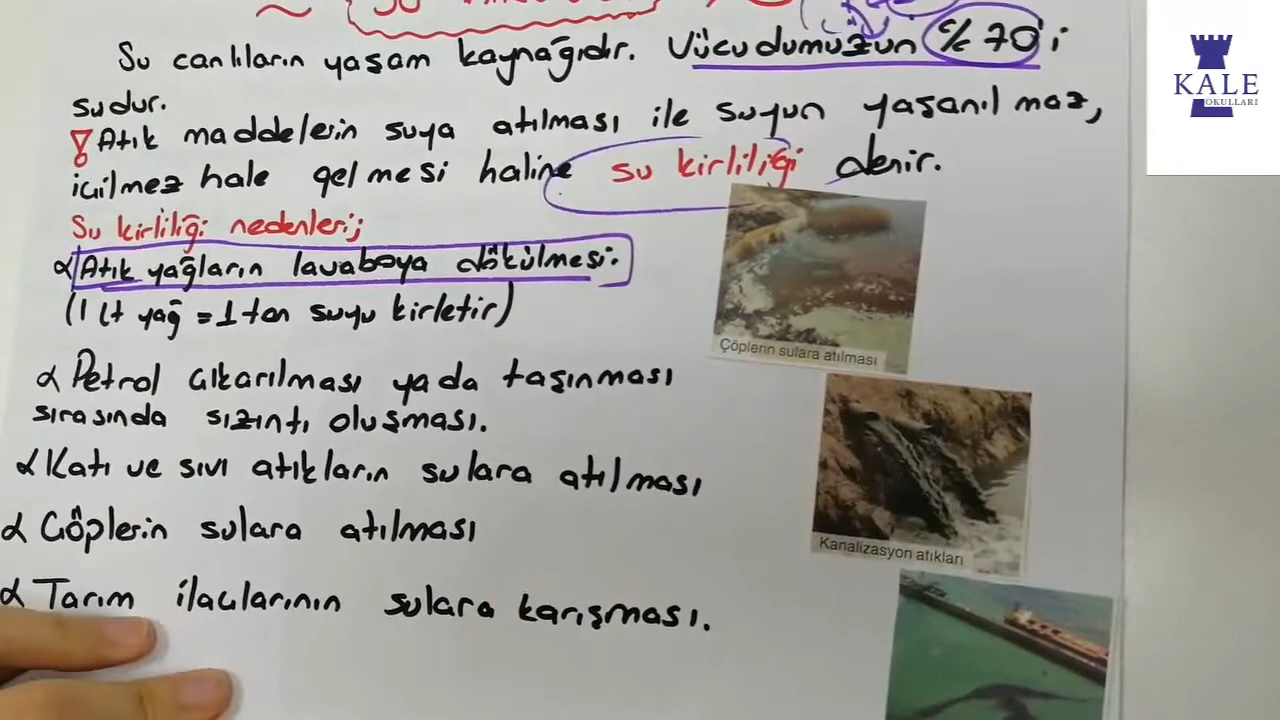 Su canlıların yaşam kaynağıdır. Vücudumuzun %70'i
sudur.
Atık maddelerin suya atılması ile suyun yaşanılmaz,
içilmez hale gelmesi haline su kirliliği denir.
Su kirliliği nedenleri;
α Atık yağların lavaboya dökülmesi.
(1 Lt yağ = 1 ton suyu kirletir)
α Petrol çıkarılması yada taşınması
sırasında sızıntı oluşması.
α Katı ve sıvı atıkların sulara atılması
α Çöplerin sulara atılması
α Tarım ilaçlarının sulara karışması.
Çöplerin sulara atılması
Kanalizasyon atıkları
KALE
OKULLARI